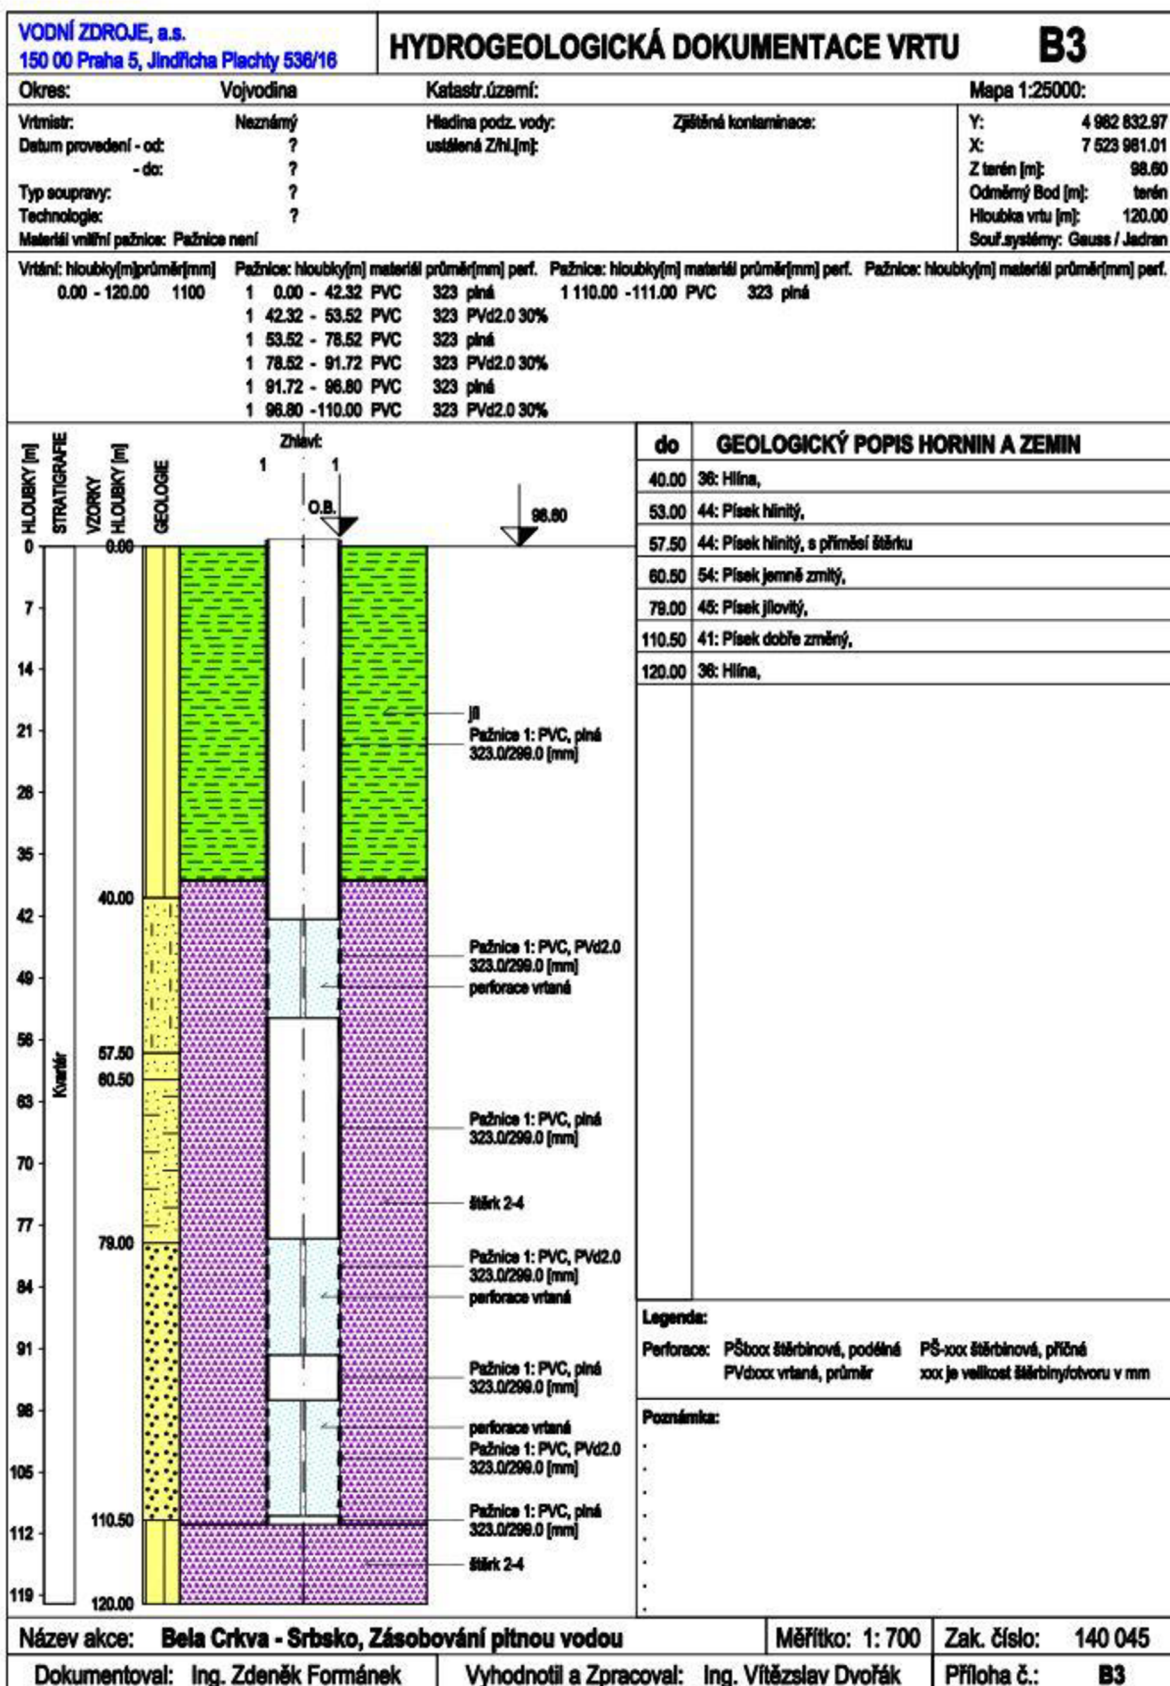 VODNÍ ZDROJE, a.s.
150 00 Praha 5, Jindřicha Plachty 536/16
HYDROGEOLOGICKÁ DOKUMENTACE VRTU B3
Okres: Vojvodina Katastr.území: Mapa 1:25000:
Vrtmistr: Neznámý Hladina podz. vody: Zjištěná kontaminace: Y: 4 982 832.97
Datum provedení - od: ? ustálená Z/hl.[m]: X: 7 523 981.01
- do: ? Z terén [m]: 98.60
Typ soupravy: ? Odměrný Bod [m]: terén
Technologie: ? Hloubka vrtu [m]: 120.00
Materiál vnitřní pažnice: Pažnice není Souř.systémy: Gauss / Jadran
Vrtání: hloubky[m]průměr[mm] Pažnice: hloubky[m] materiál průměr[mm] perf. Pažnice: hloubky[m] materiál průměr[mm] perf. Pažnice: hloubky[m] materiál průměr[mm] perf.
0.00 - 120.00 1100 1 0.00 - 42.32 PVC 323 plná 1 110.00 -111.00 PVC 323 plná
1 42.32 - 53.52 PVC 323 PVd2.0 30%
1 53.52 - 78.52 PVC 323 plná
1 78.52 - 91.72 PVC 323 PVd2.0 30%
1 91.72 - 96.80 PVC 323 plná
1 96.80 -110.00 PVC 323 PVd2.0 30%
HLOUBKY [m]
STRATIGRAFIE
VZORKY
HLOUBKY [m]
GEOLOGIE
Zhlaví:
1 1
O.B.
98.60
0
7
14
21
28
35
42
49
56
63
70
77
84
91
98
105
112
119
Kvartér
0.00
40.00
57.50
60.50
79.00
110.50
120.00
jíl
Pažnice 1: PVC, plná
323.0/299.0 [mm]
Pažnice 1: PVC, PVd2.0
323.0/299.0 [mm]
perforace vrtaná
Pažnice 1: PVC, plná
323.0/299.0 [mm]
štěrk 2-4
Pažnice 1: PVC, PVd2.0
323.0/299.0 [mm]
perforace vrtaná
Pažnice 1: PVC, plná
323.0/299.0 [mm]
perforace vrtaná
Pažnice 1: PVC, PVd2.0
323.0/299.0 [mm]
Pažnice 1: PVC, plná
323.0/299.0 [mm]
štěrk 2-4
do GEOLOGICKÝ POPIS HORNIN A ZEMIN
40.00 36: Hlína,
53.00 44: Písek hlinitý,
57.50 44: Písek hlinitý, s příměsí štěrku
60.50 54: Písek jemně zrnitý,
79.00 45: Písek jílovitý,
110.50 41: Písek dobře zrněný,
120.00 36: Hlína,
Legenda:
Perforace: PŠtxxx štěrbinová, podélná PŠ-xxx štěrbinová, příčná
PVdxxx vrtaná, průměr xxx je velikost štěrbiny/otvoru v mm
Poznámka:
.
.
.
.
.
.
.
.
Název akce: Bela Crkva - Srbsko, Zásobování pitnou vodou Měřítko: 1: 700 Zak. číslo: 140 045
Dokumentoval: Ing. Zdeněk Formánek Vyhodnotil a Zpracoval: Ing. Vítězslav Dvořák Příloha č.: B3